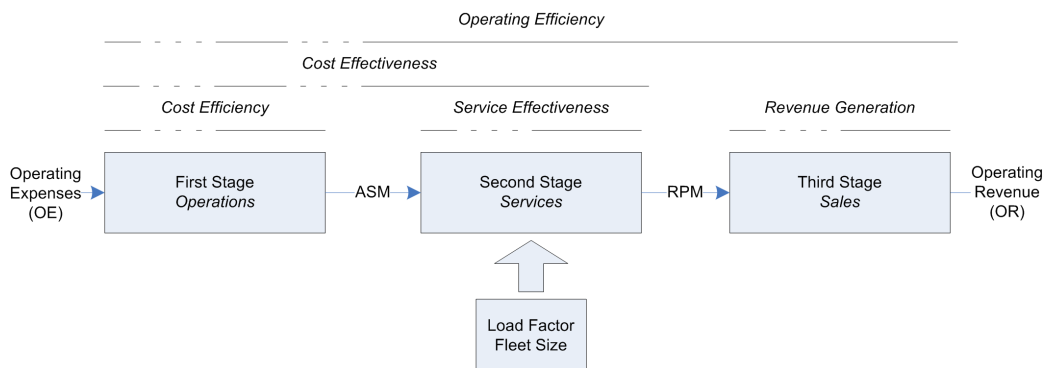 Operating Efficiency
Cost Effectiveness
Cost Efficiency
Service Effectiveness
Revenue Generation
Operating
Expenses
(OE)
First Stage
Operations
ASM
Second Stage
Services
RPM
Third Stage
Sales
Operating
Revenue
(OR)
Load Factor
Fleet Size